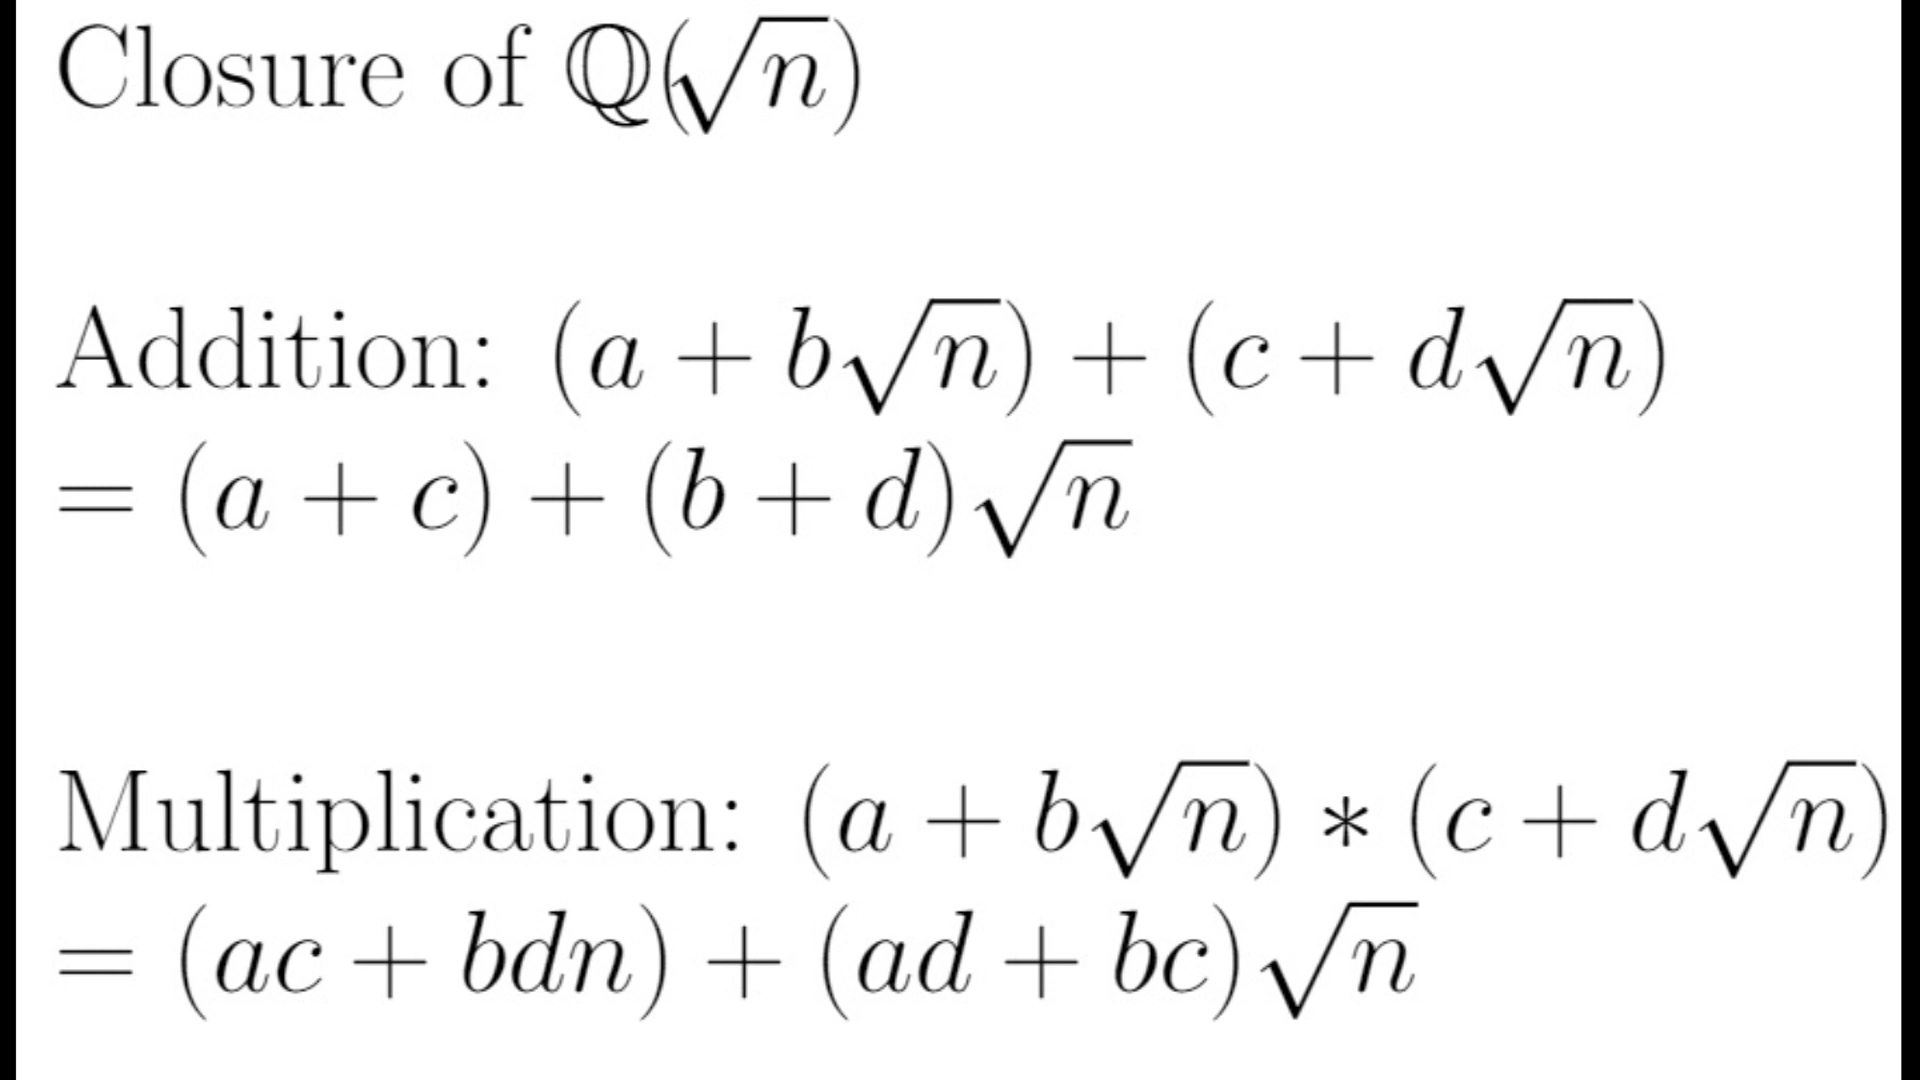 Closure of ℚ(√n)
Addition: (a + b√n) + (c + d√n)
= (a + c) + (b + d)√n
Multiplication: (a + b√n) * (c + d√n)
= (ac + bdn) + (ad + bc)√n